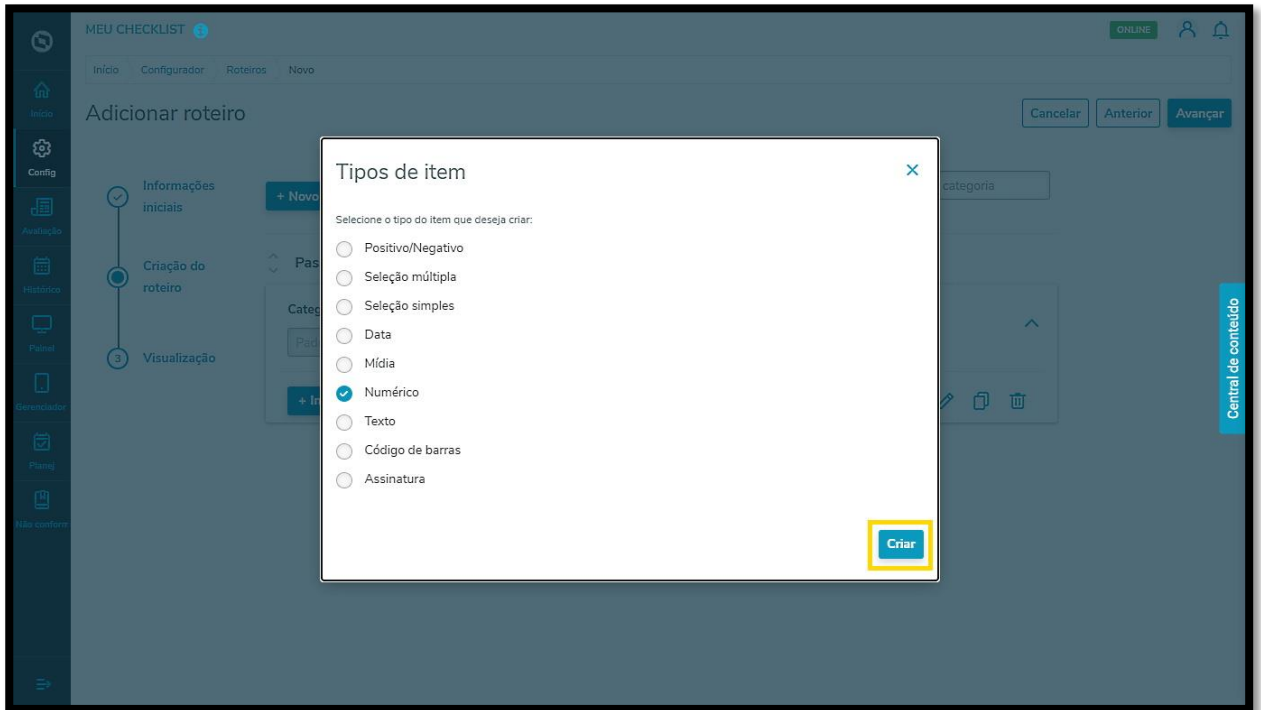 MEU CHECKLIST
ONLINE
Início Configurador Roteiros Novo
Adicionar roteiro
Cancelar Anterior Avançar
Início
Config
Avaliação
Histórico
Painel
Gerenciador
Planej
Não conform
Informações
iniciais
Criação do
roteiro
3 Visualização
+ Novo
categoria
Pas
Categ
Pad
+ In
Tipos de item
Selecione o tipo do item que deseja criar:
Positivo/Negativo
Seleção múltipla
Seleção simples
Data
Mídia
Numérico
Texto
Código de barras
Assinatura
Criar
Central de conteúdo